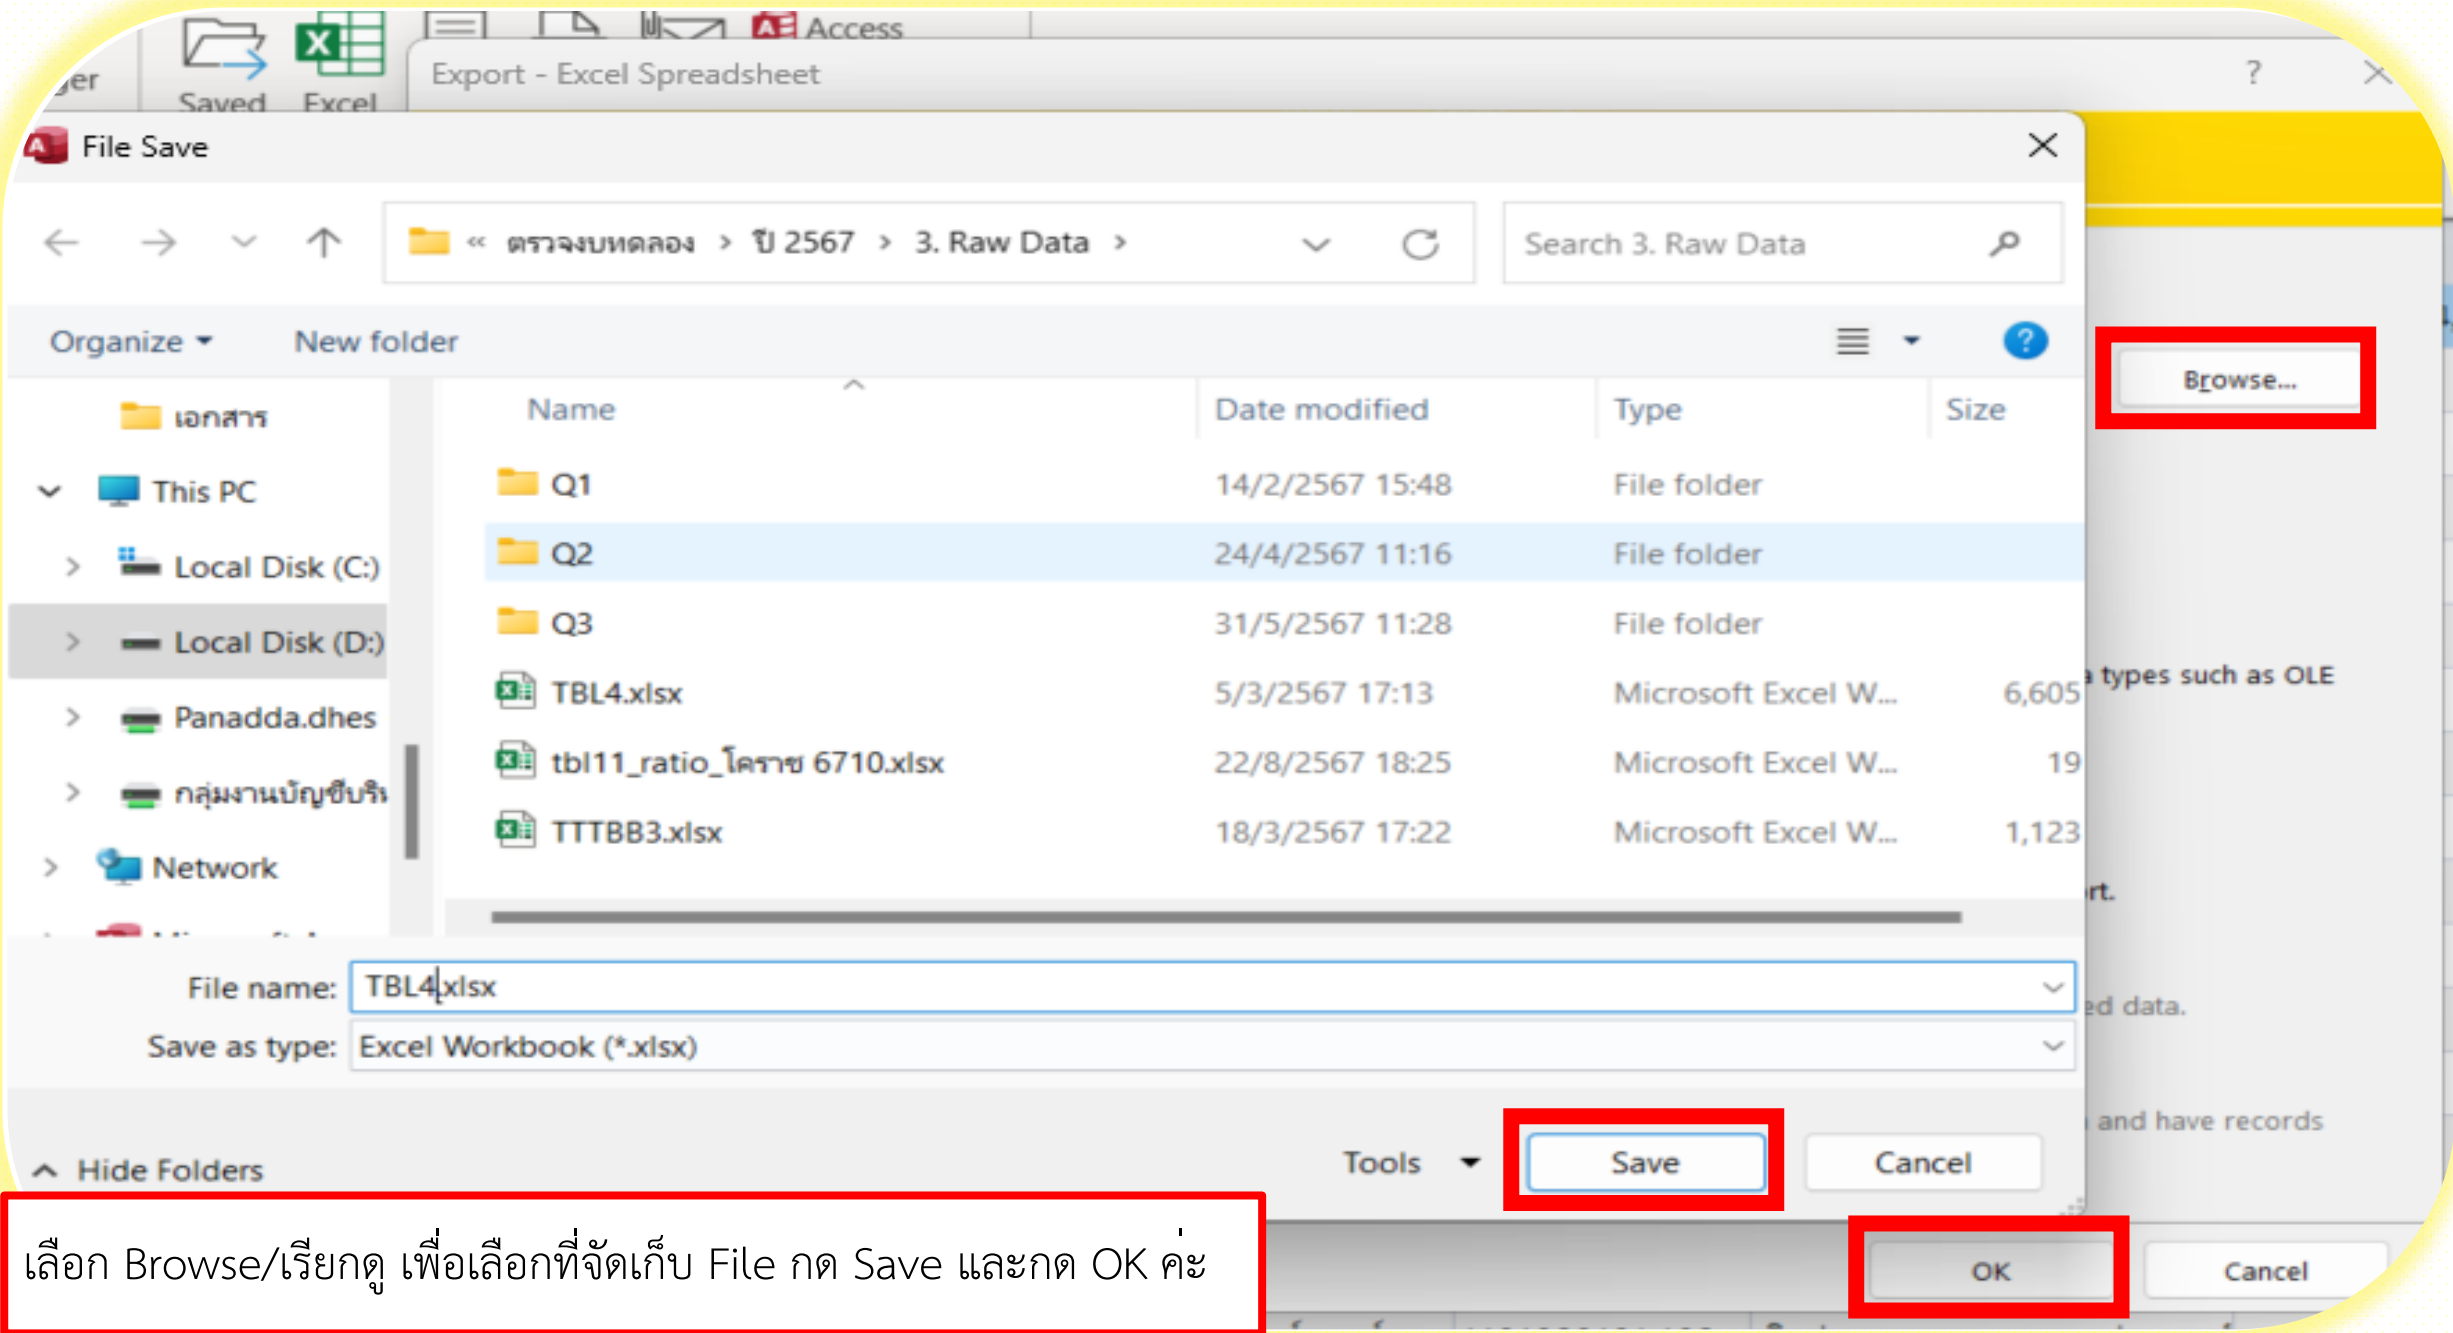 Access
Saved Excel
Export - Excel Spreadsheet
File Save
« ตรวจงบทดลอง > ปี 2567 > 3. Raw Data >
Search 3. Raw Data
Organize
New folder
Browse...
เอกสาร
This PC
Local Disk (C:)
Local Disk (D:)
Panadda.dhes
Network
Name Date modified Type Size
Q1 14/2/2567 15:48 File folder
Q2 24/4/2567 11:16 File folder
Q3 31/5/2567 11:28 File folder
TBL4.xlsx 5/3/2567 17:13 Microsoft Excel W... 6,605
tbl11_ratio_โคราช 6710.xlsx 22/8/2567 18:25 Microsoft Excel W... 19
TTTBB3.xlsx 18/3/2567 17:22 Microsoft Excel W... 1,123
types such as OLE
File name: TBL4.xlsx
data.
Save as type: Excel Workbook (*.xlsx)
and have records
Hide Folders
Tools Save Cancel
เลือก Browse/เรียกดู เพื่อเลือกที่จัดเก็บ File กด Save และกด OK ค่ะ
OK Cancel